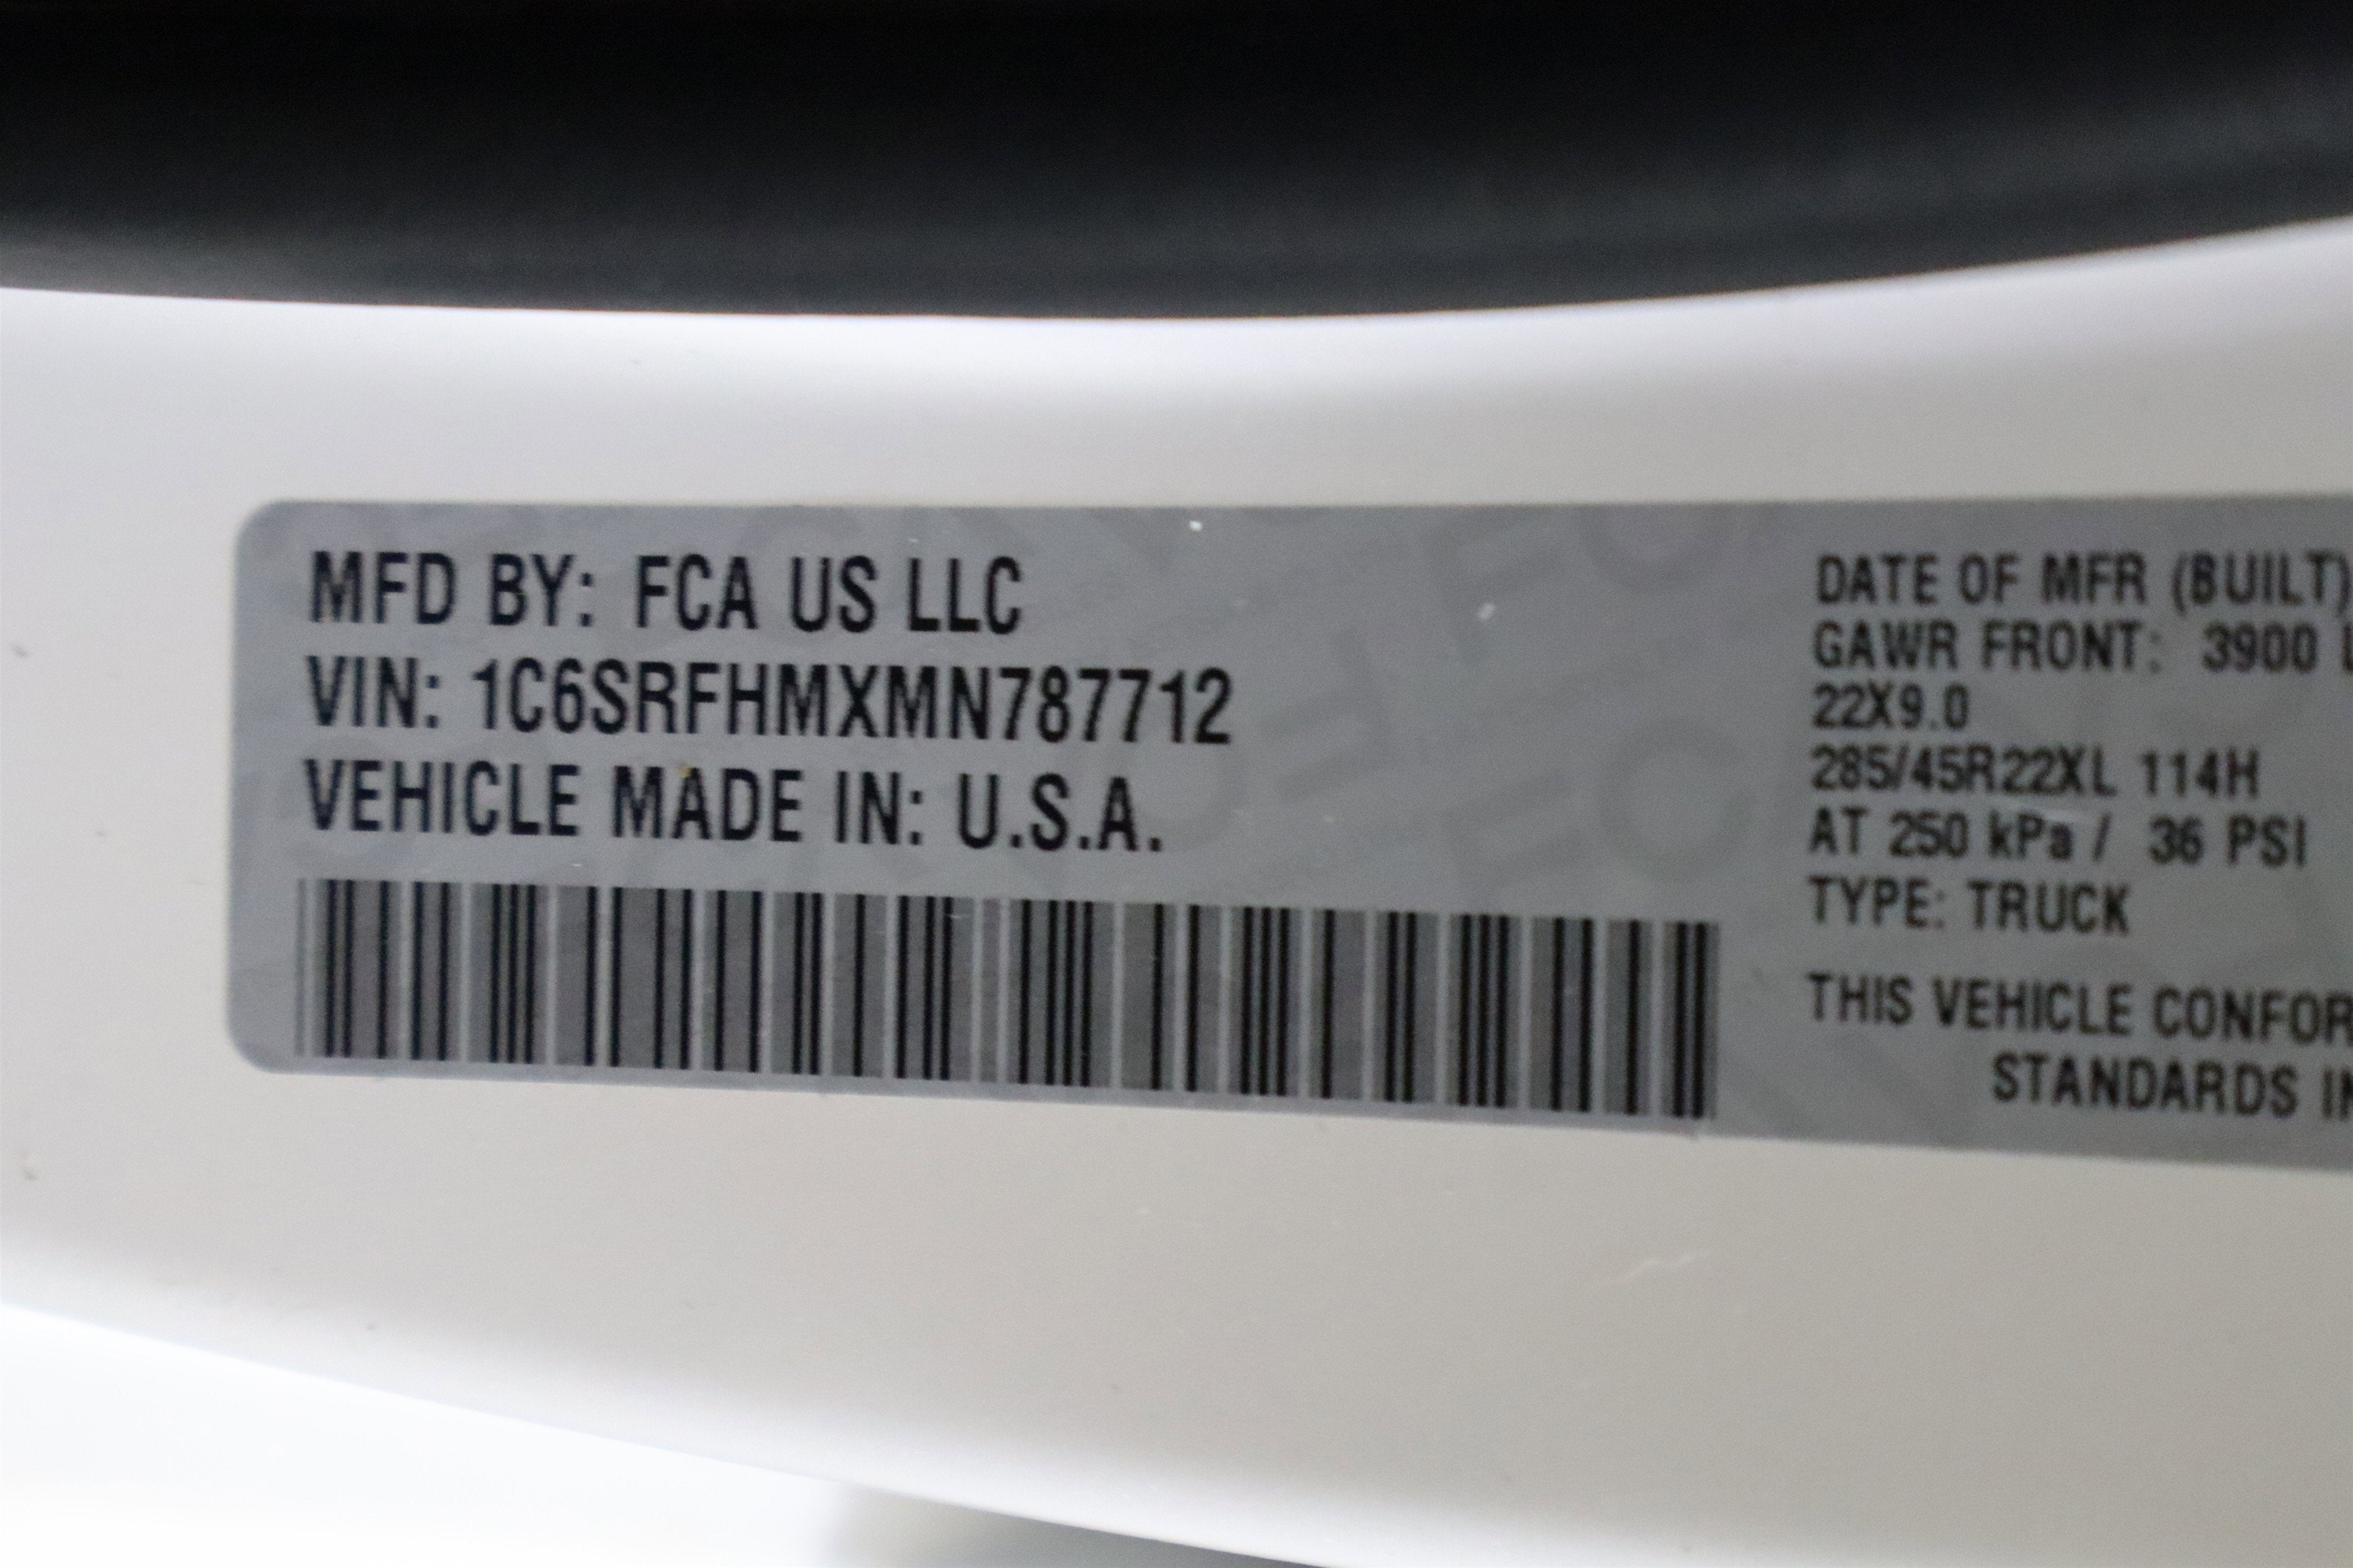 MFD BY: FCA US LLC
VIN: 1C6SRFHMXMN787712
VEHICLE MADE IN: U.S.A.
DATE OF MFR (BUILT)
GAWR FRONT: 3900 L
22X9.0
285/45R22XL 114H
AT 250 kPa / 36 PSI
TYPE: TRUCK
THIS VEHICLE CONFOR
STANDARDS IN